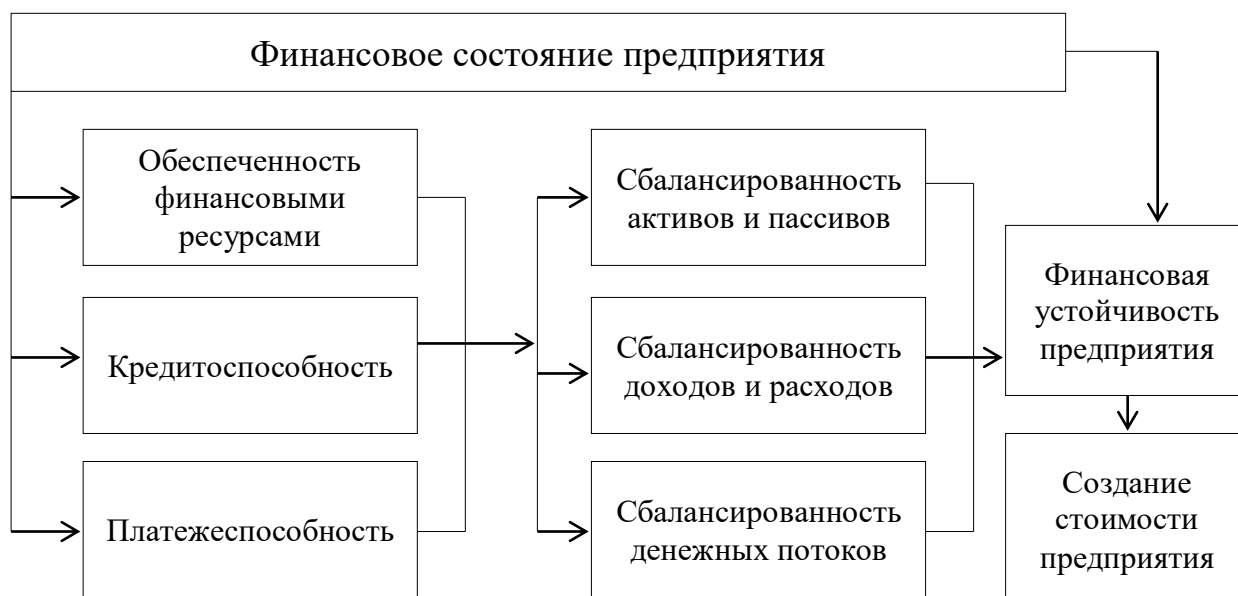 Финансовое состояние предприятия
Обеспеченность
финансовыми
ресурсами
Кредитоспособность
Платежеспособность
Сбалансированность
активов и пассивов
Сбалансированность
доходов и расходов
Сбалансированность
денежных потоков
Финансовая
устойчивость
предприятия
Создание
стоимости
предприятия